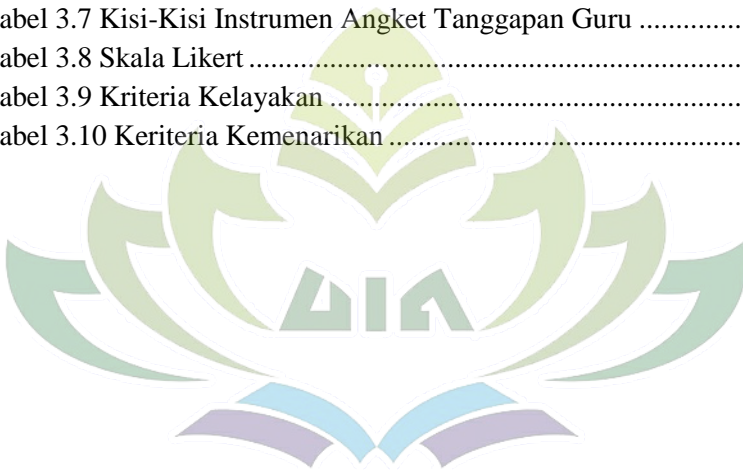 abel 3.7 Kisi-Kisi Instrumen Angket Tanggapan Guru .............
abel 3.8 Skala Likert .................................................................
abel 3.9 Kriteria Kelayakan .....................................................
abel 3.10 Keriteria Kemenarikan .............................................
UIN